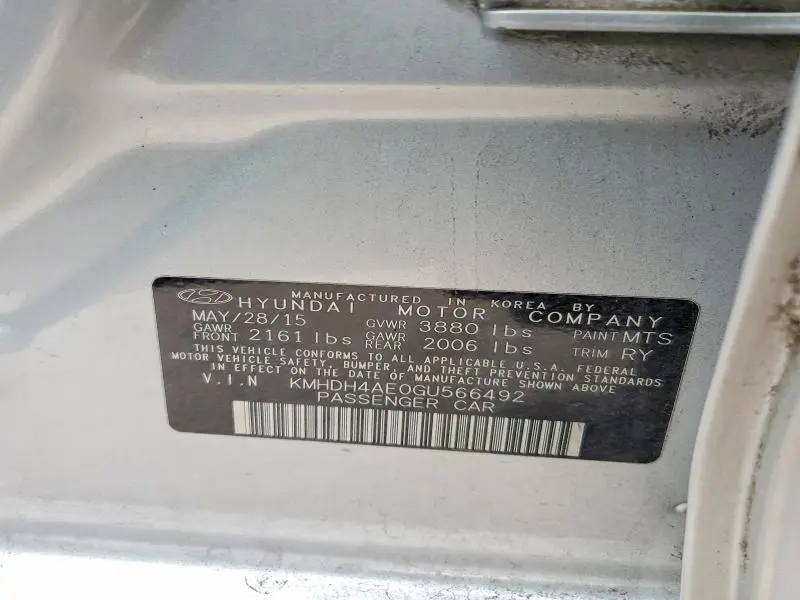 MANUFACTURED IN KOREA BY
HYUNDAI MOTOR COMPANY
MAY/28/15 GVWR 3880 lbs PAINT MTS
GAWR FRONT 2161 lbs GAWR REAR 2006 lbs TRIM RY
THIS VEHICLE CONFORMS TO ALL APPLICABLE U.S.A. FEDERAL
MOTOR VEHICLE SAFETY, BUMPER, AND THEFT PREVENTION STANDARDS
IN EFFECT ON THE DATE OF MANUFACTURE SHOWN ABOVE
V.I.N KMHDH4AE0GU566492
PASSENGER CAR